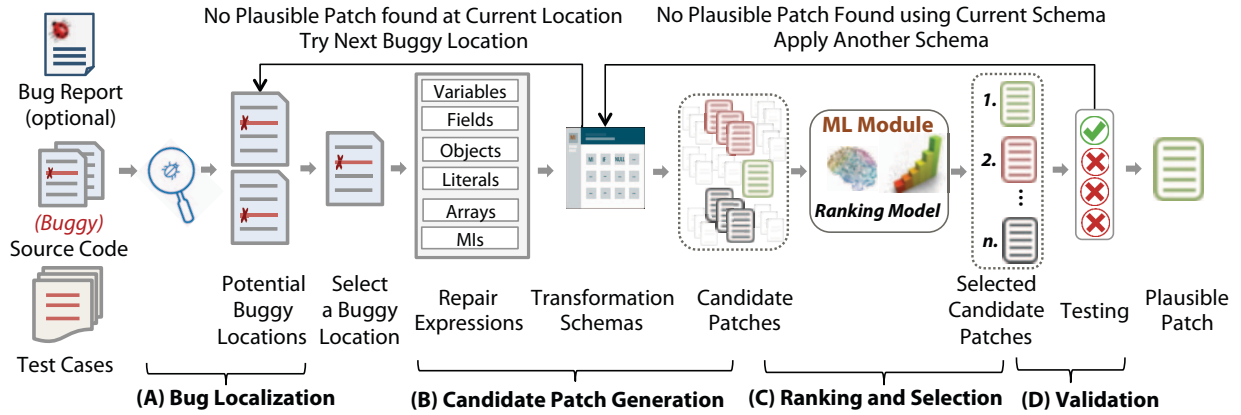 No Plausible Patch found at Current Location
Try Next Buggy Location
No Plausible Patch Found using Current Schema
Apply Another Schema
Bug Report
(optional)
(Buggy)
Source Code
Test Cases
Potential
Buggy
Locations
Select
a Buggy
Location
Variables
Fields
Objects
Literals
Arrays
MIs
Repair
Expressions
NULL
Transformation
Schemas
Candidate
Patches
ML Module
Ranking Model
1.
2.
n.
Selected
Candidate
Patches
Testing
Plausible
Patch
(A) Bug Localization
(B) Candidate Patch Generation
(C) Ranking and Selection
(D) Validation